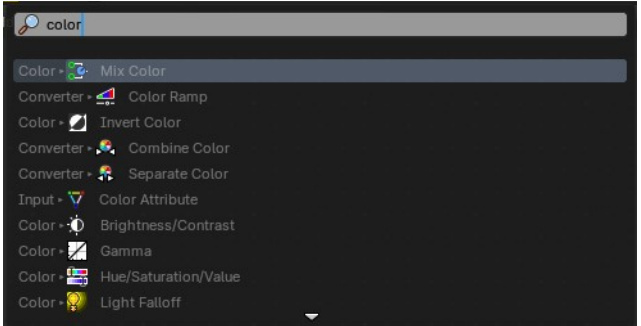 color
Color ▸ Mix Color
Converter ▸ Color Ramp
Color ▸ Invert Color
Converter ▸ Combine Color
Converter ▸ Separate Color
Input ▸ Color Attribute
Color ▸ Brightness/Contrast
Color ▸ Gamma
Color ▸ Hue/Saturation/Value
Color ▸ Light Falloff